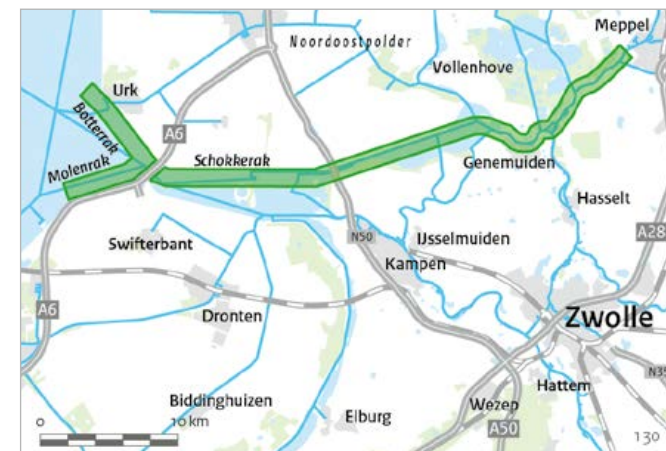 Meppel
Noordoostpolder
Vollenhove
Urk
Botterrak
A6
Molenrak
Schokkerak
Genemuiden
Hasselt
A28
Swifterbant
N50
IJsselmuiden
Kampen
A6
Dronten
Zwolle
N35
Hattem
Biddinghuizen
Elburg
Wezep
A50
0
10 km
130